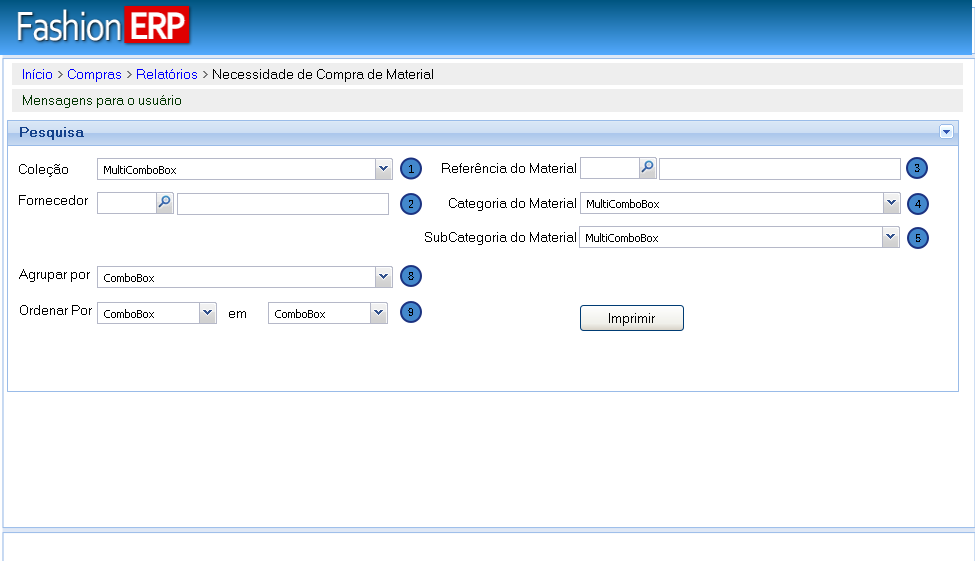 Fashion ERP
Início > Compras > Relatórios > Necessidade de Compra de Material
Mensagens para o usuário
Pesquisa
Coleção MultiComboBox 1 Referência do Material 3
Fornecedor 2 Categoria do Material MultiComboBox 4
SubCategoria do Material MultiComboBox 5
Agrupar por ComboBox 8
Ordenar Por ComboBox em ComboBox 9 Imprimir